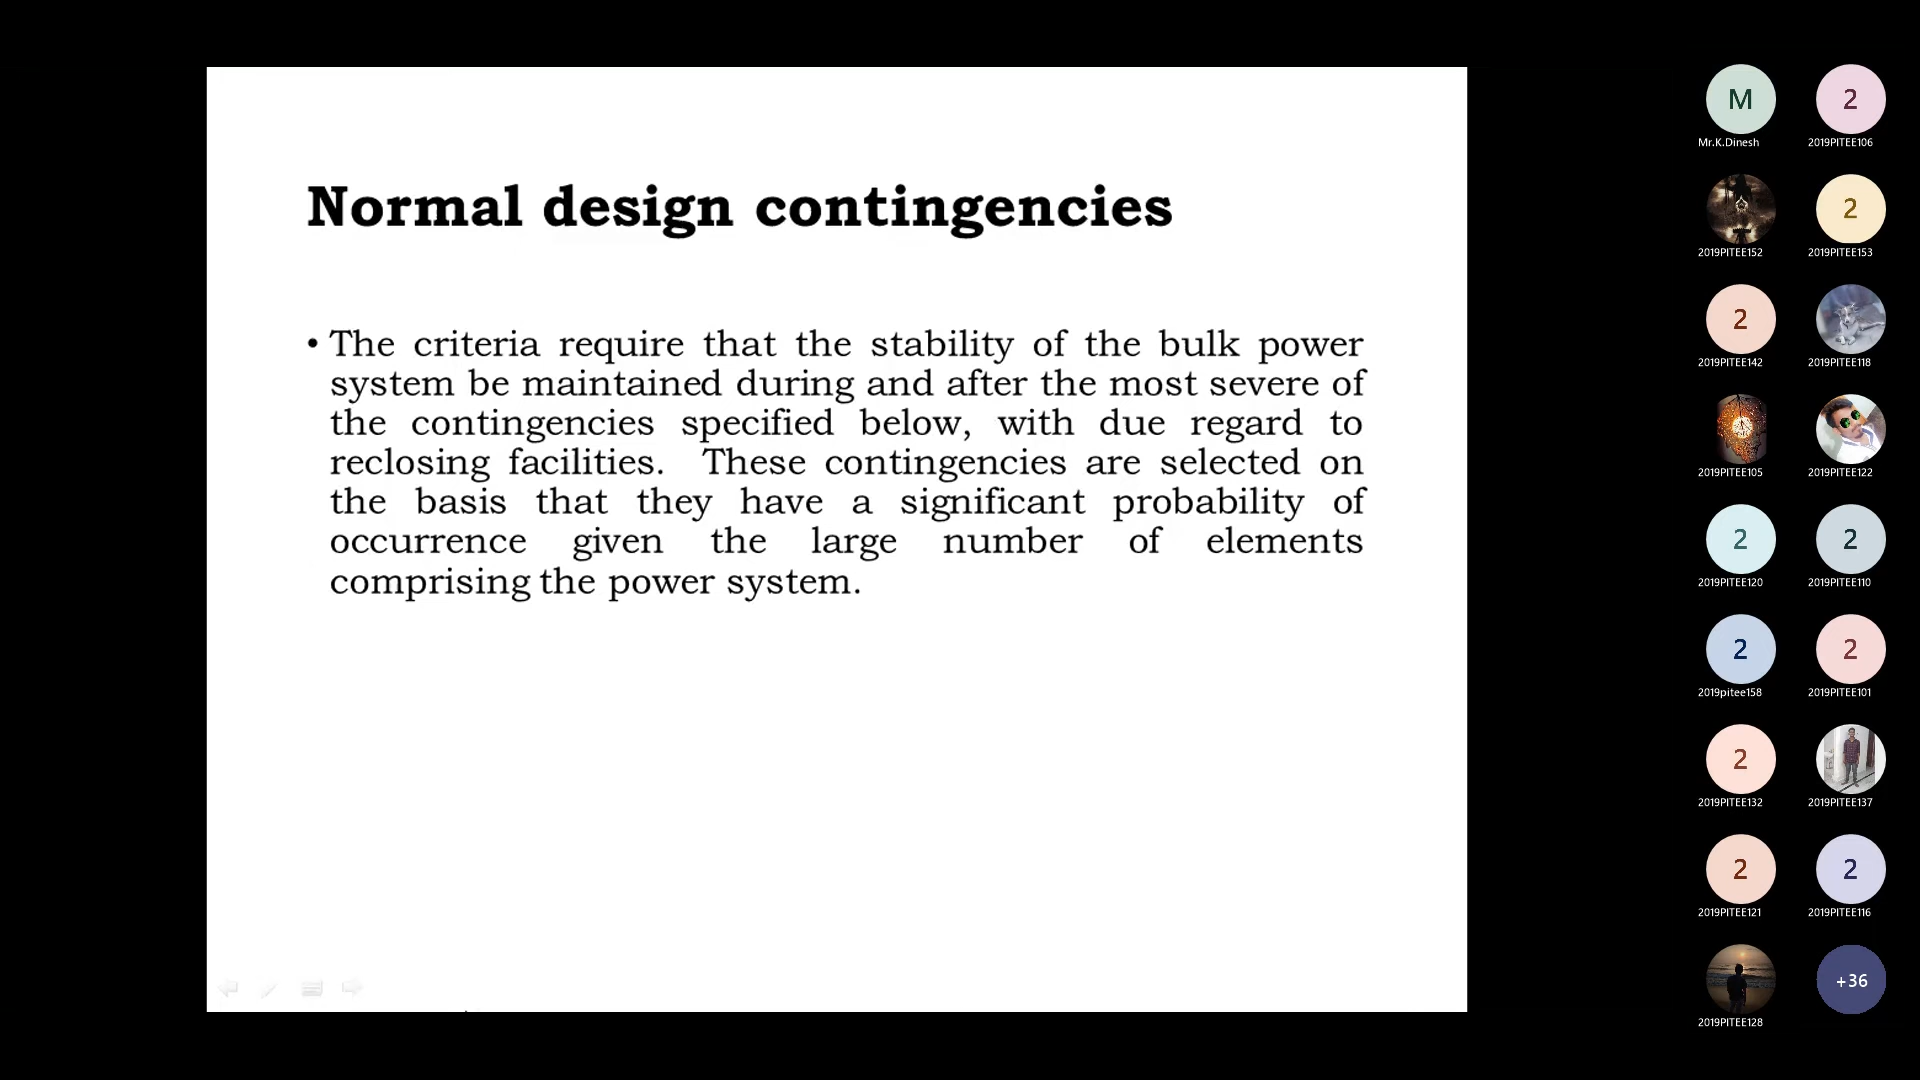 Normal design contingencies
• The criteria require that the stability of the bulk power
system be maintained during and after the most severe of
the contingencies specified below, with due regard to
reclosing facilities.  These contingencies are selected on
the basis that they have a significant probability of
occurrence given the large number of elements
comprising the power system.
M 2
Mr.K.Dinesh 2019PITEE106
2
2019PITEE152 2019PITEE153
2
2019PITEE142 2019PITEE118
2019PITEE105 2019PITEE122
2 2
2019PITEE120 2019PITEE110
2 2
2019pitee158 2019PITEE101
2
2019PITEE132 2019PITEE137
2 2
2019PITEE121 2019PITEE116
+36
2019PITEE128